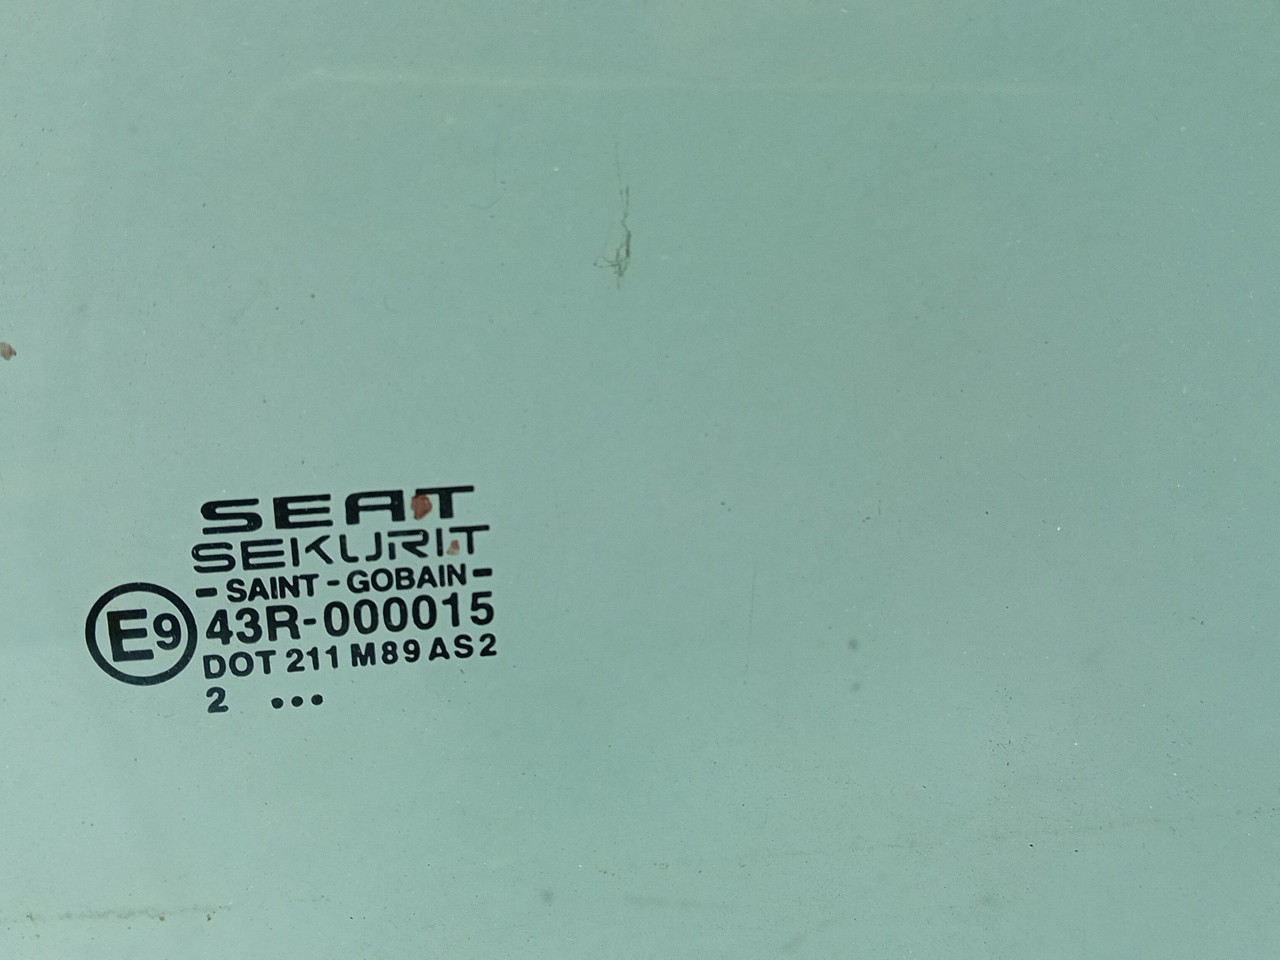 SEAT
SEKURIT
- SAINT - GOBAIN -
E9 43R-000015
DOT 211 M89 AS2
2 •••